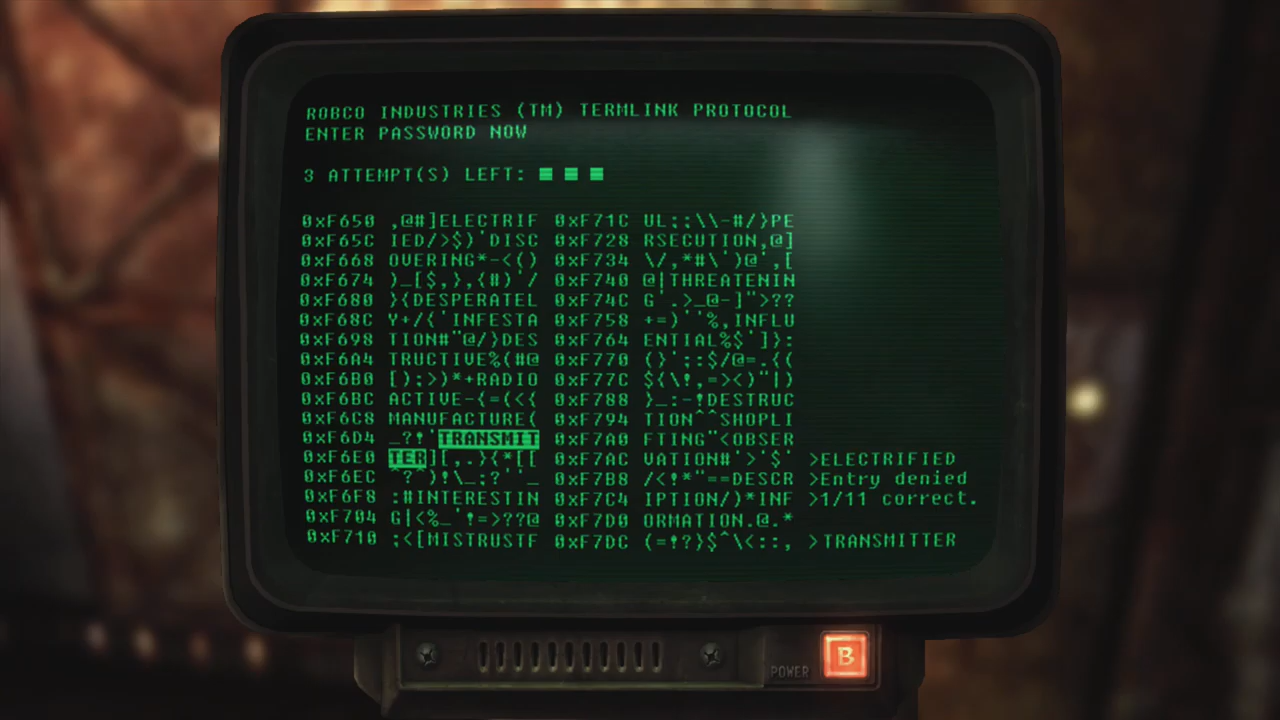 ROBCO INDUSTRIES (TM) TERMLINK PROTOCOL
ENTER PASSWORD NOW
3 ATTEMPT(S) LEFT: ■ ■ ■
0xF650 ,@#]ELECTRIF 0xF71C UL;;\\-#/}PE
0xF65C IED/>$)'DISC 0xF728 RSECUTION,@]
0xF668 OVERING*-<() 0xF734 \/,*#\')@',[
0xF674 )_[$,},{#)'/ 0xF740 @|THREATENIN
0xF680 }{DESPERATEL 0xF74C G'.>_@-]">??
0xF68C Y+/{'INFESTA 0xF758 +=)''%,INFLU
0xF698 TION#"@/}DES 0xF764 ENTIAL%$']}:
0xF6A4 TRUCTIVE%(#@ 0xF770 (}';:$/@=.{(
0xF6B0 [);>)*+RADIO 0xF77C ${\!,=><)"|)
0xF6BC ACTIVE-{=(<{ 0xF788 }_:-!DESTRUC
0xF6C8 MANUFACTURE( 0xF794 TION^^SHOPLI
0xF6D4 _?!'TRANSMIT 0xF7A0 FTING"<OBSER
0xF6E0 TER][,.}{*[[ 0xF7AC VATION#'>'$' >ELECTRIFIED
0xF6EC ^?^)!\_;?''_ 0xF7B8 /<!*"==DESCR >Entry denied
0xF6F8 :#INTERESTIN 0xF7C4 IPTION/)*INF >1/11 correct.
0xF704 G|<%_'!=>??@ 0xF7D0 ORMATION.@.*
0xF710 ;<[MISTRUSTF 0xF7DC (=!?}$^\<::, >TRANSMITTER
POWER
B